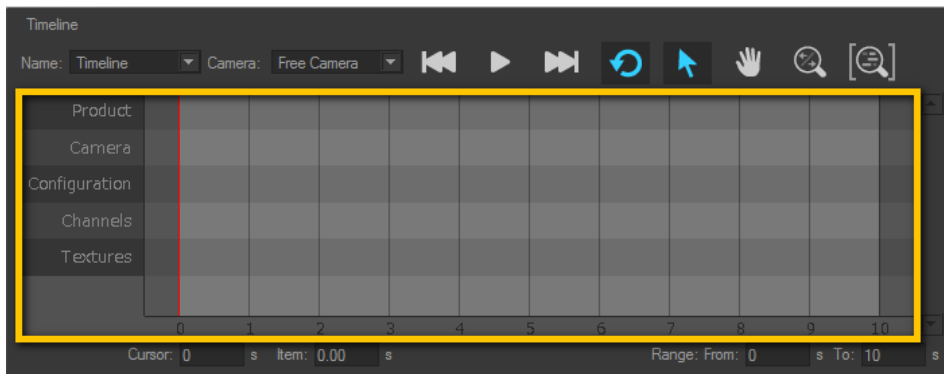 Timeline
Name: Timeline Camera: Free Camera
Product
Camera
Configuration
Channels
Textures
0 1 2 3 4 5 6 7 8 9 10
Cursor: 0 s Item: 0.00 s Range: From: 0 s To: 10 s